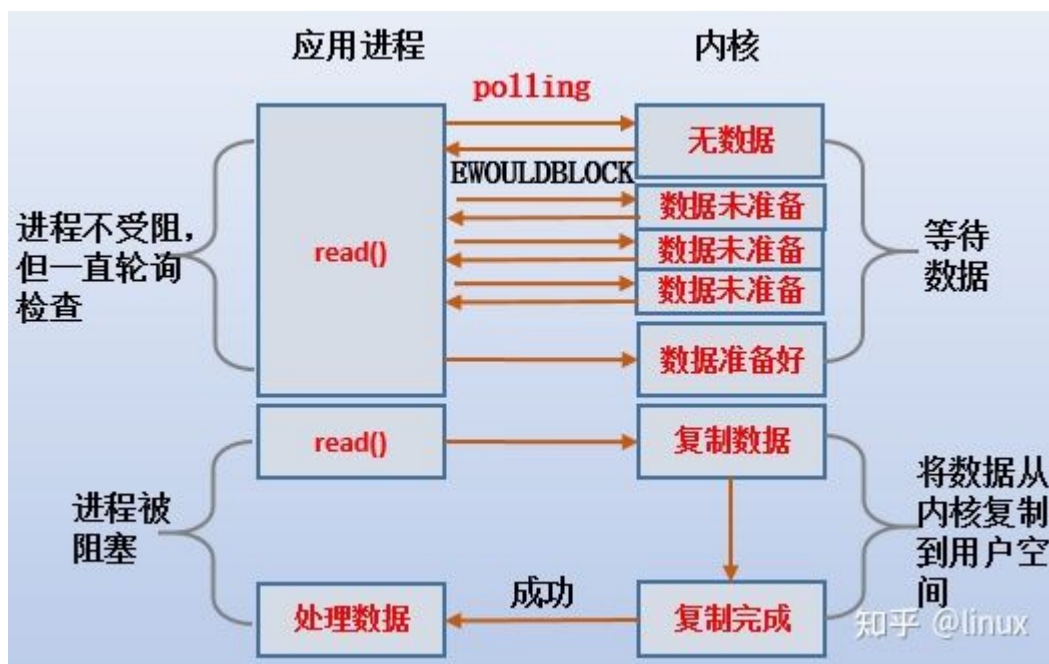 应用进程
内核
polling
无数据
EWOULDBLOCK
进程不受阻，
但一直轮询
检查
read()
数据未准备
数据未准备
数据未准备
等待
数据
数据准备好
read()
复制数据
进程被
阻塞
将数据从
内核复制
到用户空
间
处理数据
成功
复制完成
知乎 @linux